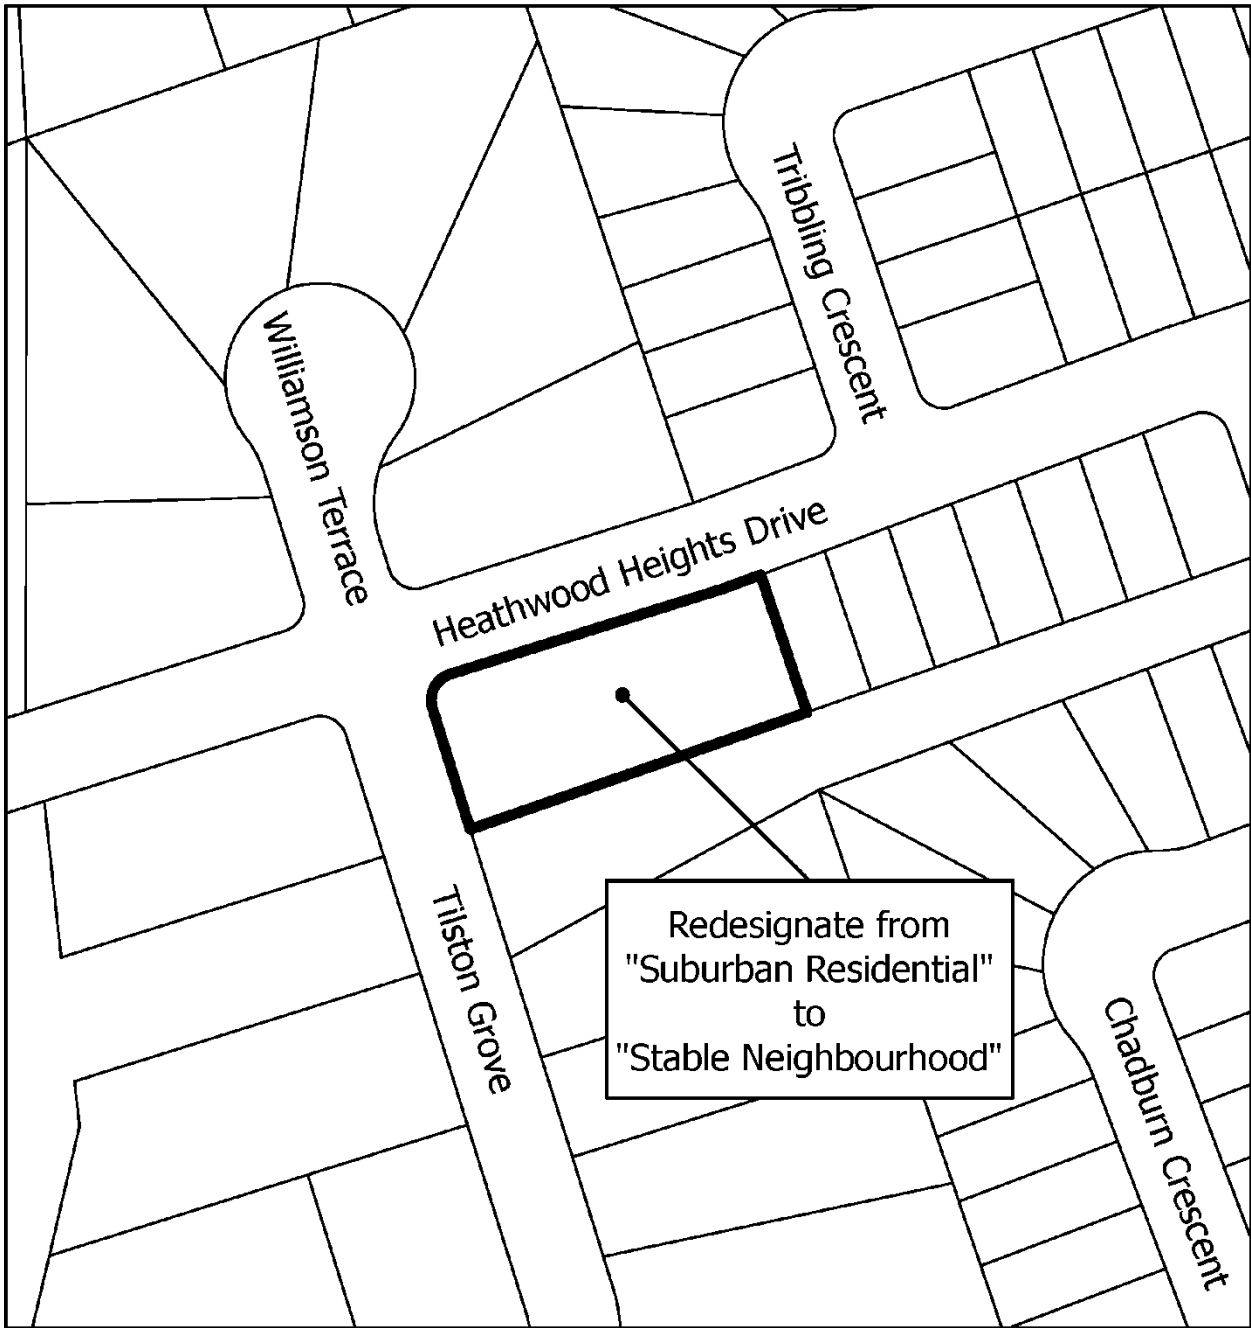 Tribbling Crescent
Williamson Terrace
Heathwood Heights Drive
Tilston Grove
Redesignate from
"Suburban Residential"
to
"Stable Neighbourhood"
Chadburn Crescent